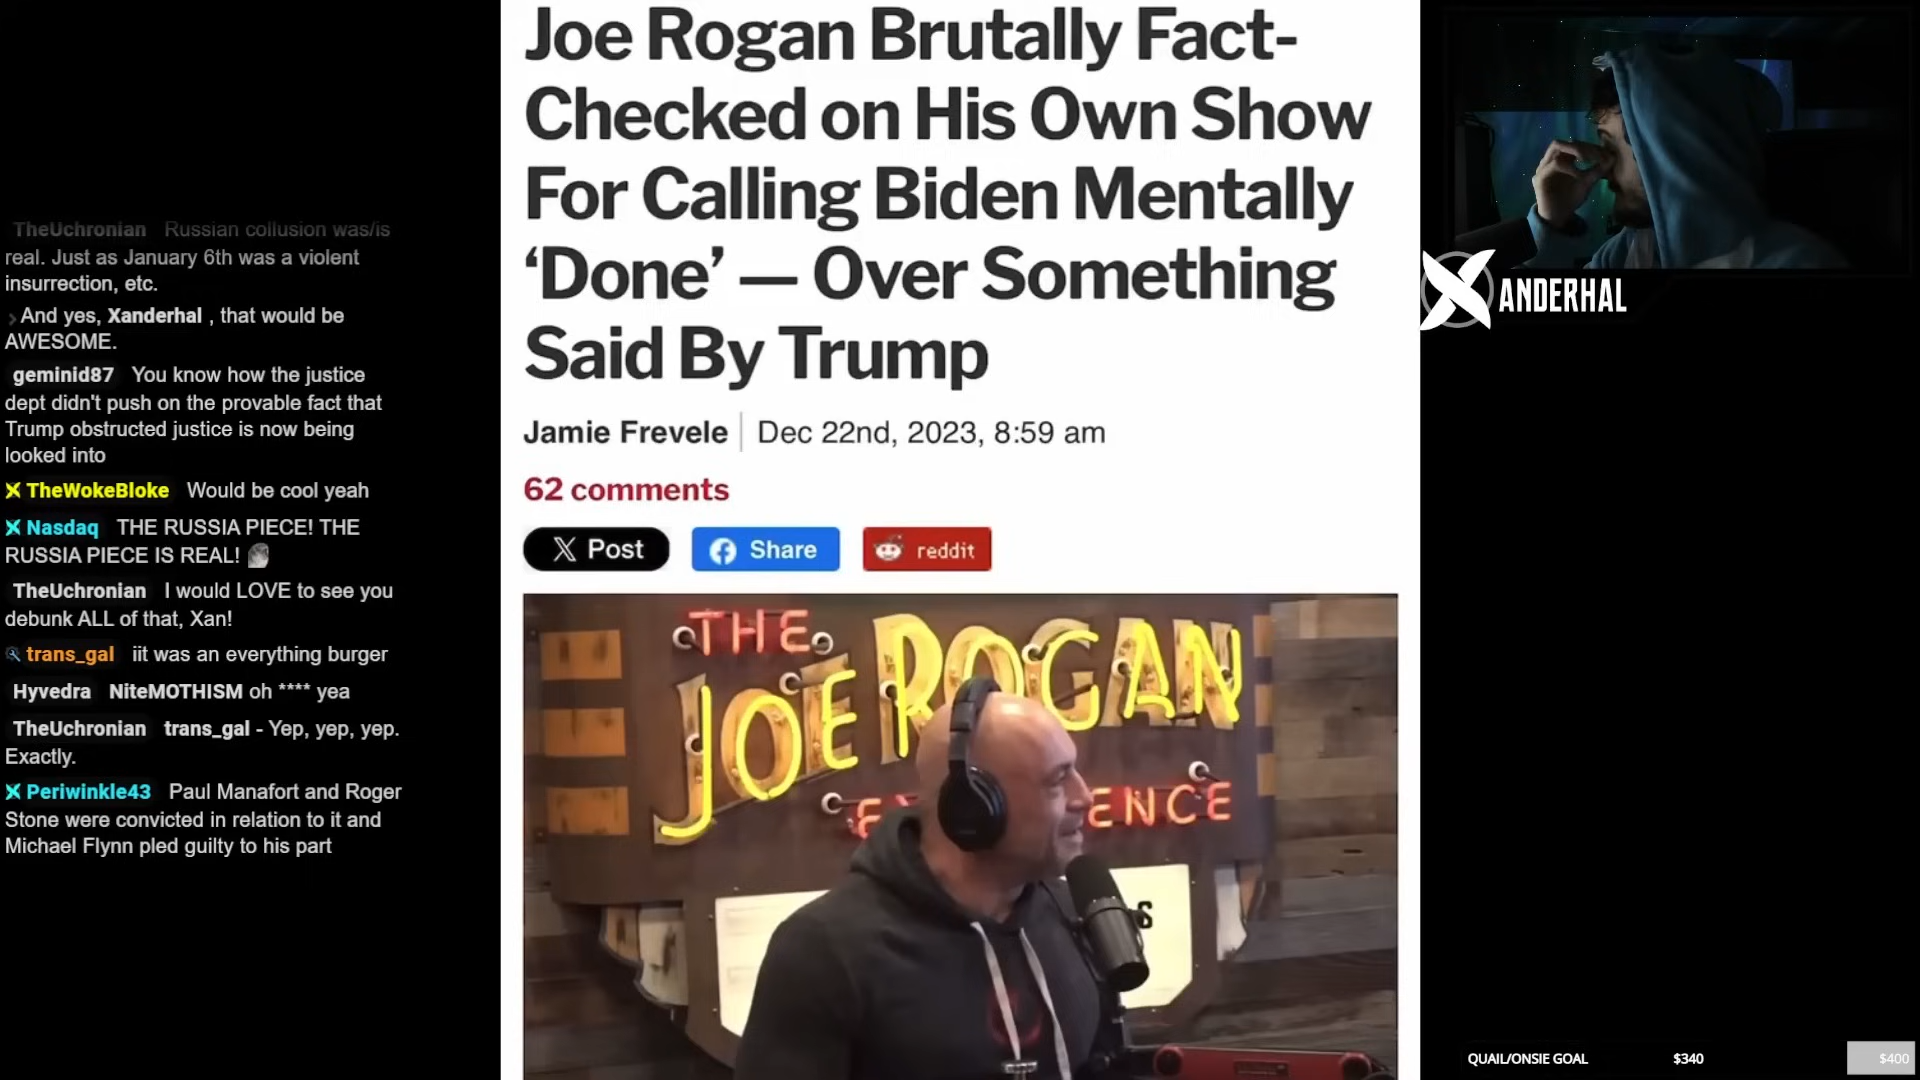 TheUchronian Russian collusion was/is
real. Just as January 6th was a violent
insurrection, etc.
And yes, Xanderhal , that would be
AWESOME.
geminid87 You know how the justice
dept didn't push on the provable fact that
Trump obstructed justice is now being
looked into
TheWokeBloke Would be cool yeah
Nasdaq THE RUSSIA PIECE! THE
RUSSIA PIECE IS REAL!
TheUchronian I would LOVE to see you
debunk ALL of that, Xan!
trans_gal iit was an everything burger
Hyvedra NiteMOTHISM oh **** yea
TheUchronian trans_gal - Yep, yep, yep.
Exactly.
Periwinkle43 Paul Manafort and Roger
Stone were convicted in relation to it and
Michael Flynn pled guilty to his part
Joe Rogan Brutally Fact-
Checked on His Own Show
For Calling Biden Mentally
‘Done’ — Over Something
Said By Trump
Jamie Frevele | Dec 22nd, 2023, 8:59 am
62 comments
X Post
Share
reddit
THE
JOE ROGAN
E ENCE
S
XANDERHAL
QUAIL/ONSIE GOAL $340 $400